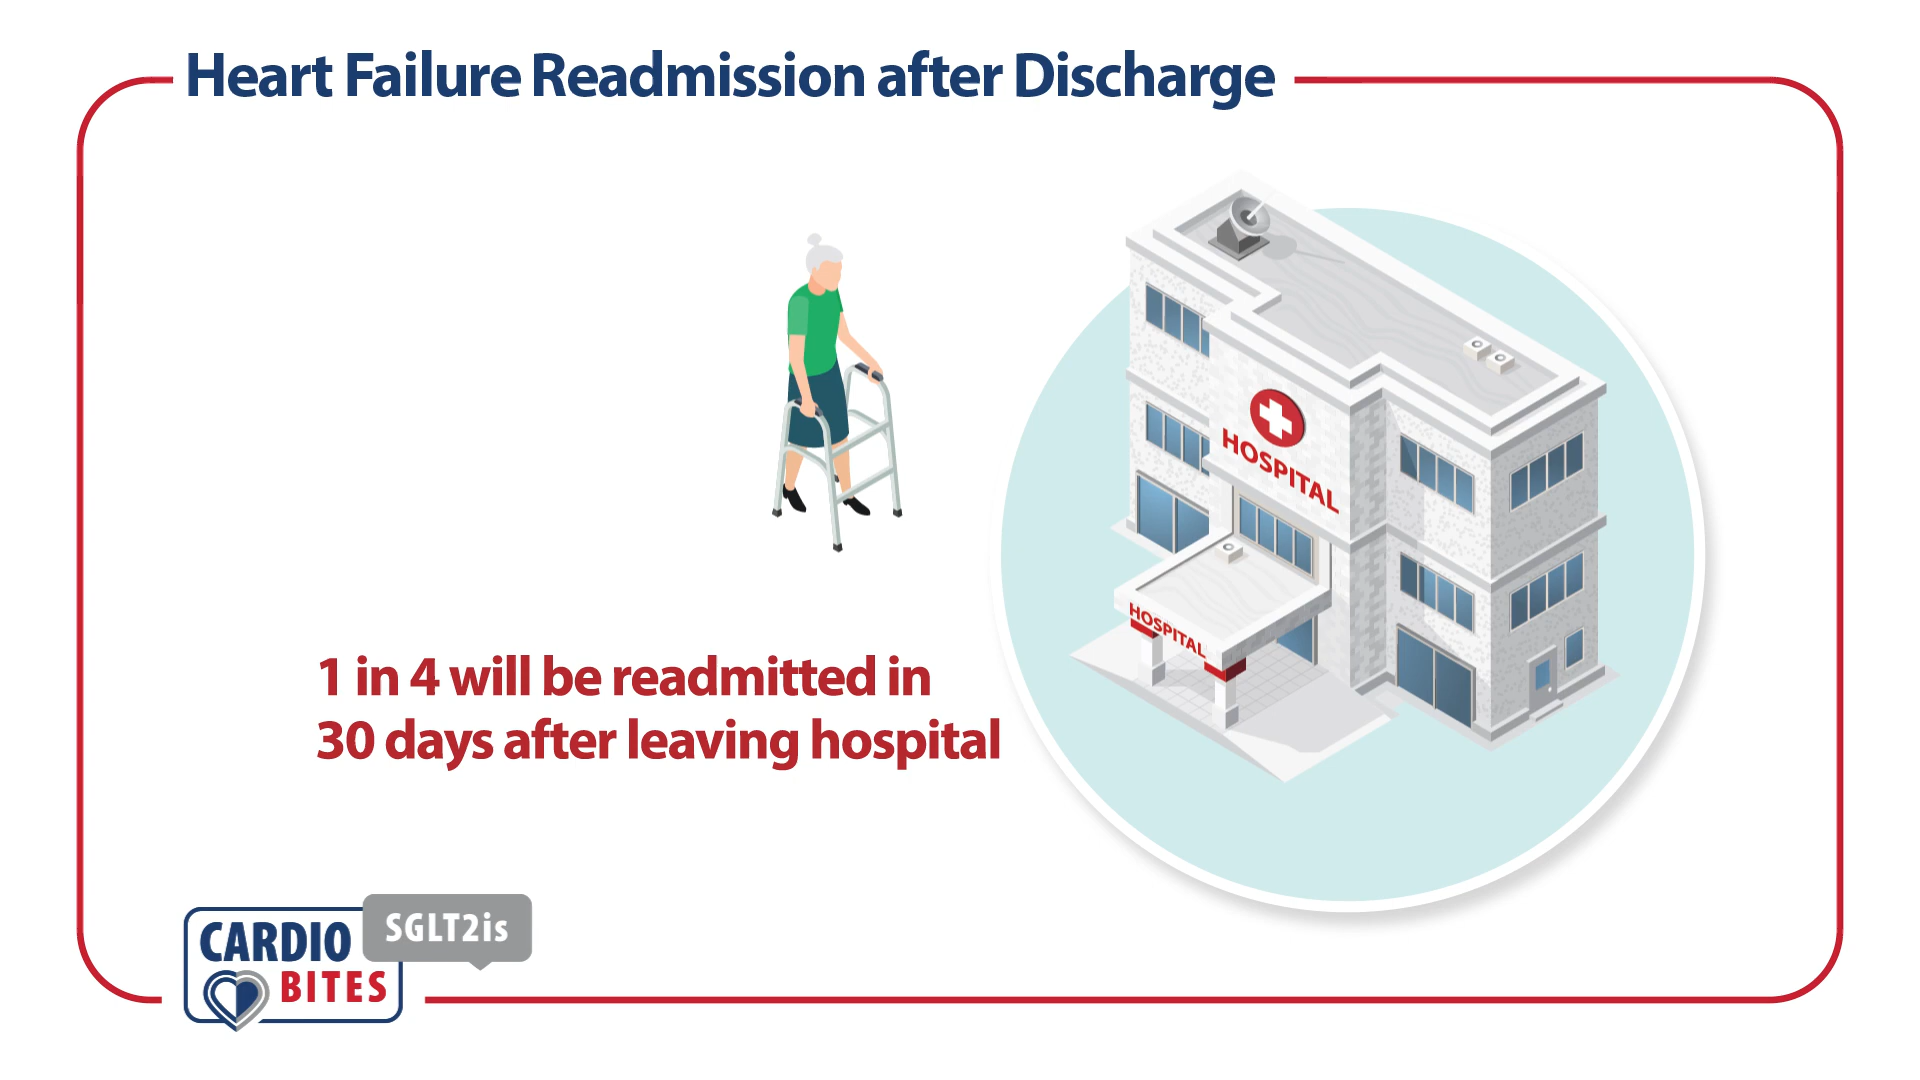 Heart Failure Readmission after Discharge
HOSPITAL
HOSPITAL
1 in 4 will be readmitted in
30 days after leaving hospital
CARDIO
SGLT2is
BITES